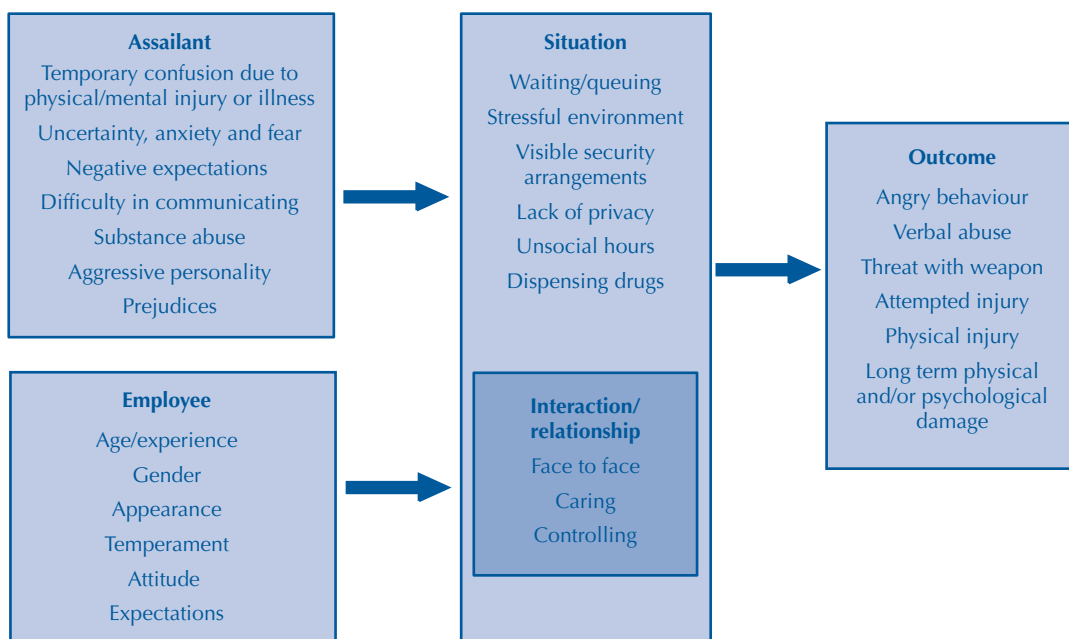 Assailant
Temporary confusion due to
physical/mental injury or illness
Uncertainty, anxiety and fear
Negative expectations
Difficulty in communicating
Substance abuse
Aggressive personality
Prejudices
Employee
Age/experience
Gender
Appearance
Temperament
Attitude
Expectations
Situation
Waiting/queuing
Stressful environment
Visible security
arrangements
Lack of privacy
Unsocial hours
Dispensing drugs
Interaction/
relationship
Face to face
Caring
Controlling
Outcome
Angry behaviour
Verbal abuse
Threat with weapon
Attempted injury
Physical injury
Long term physical
and/or psychological
damage